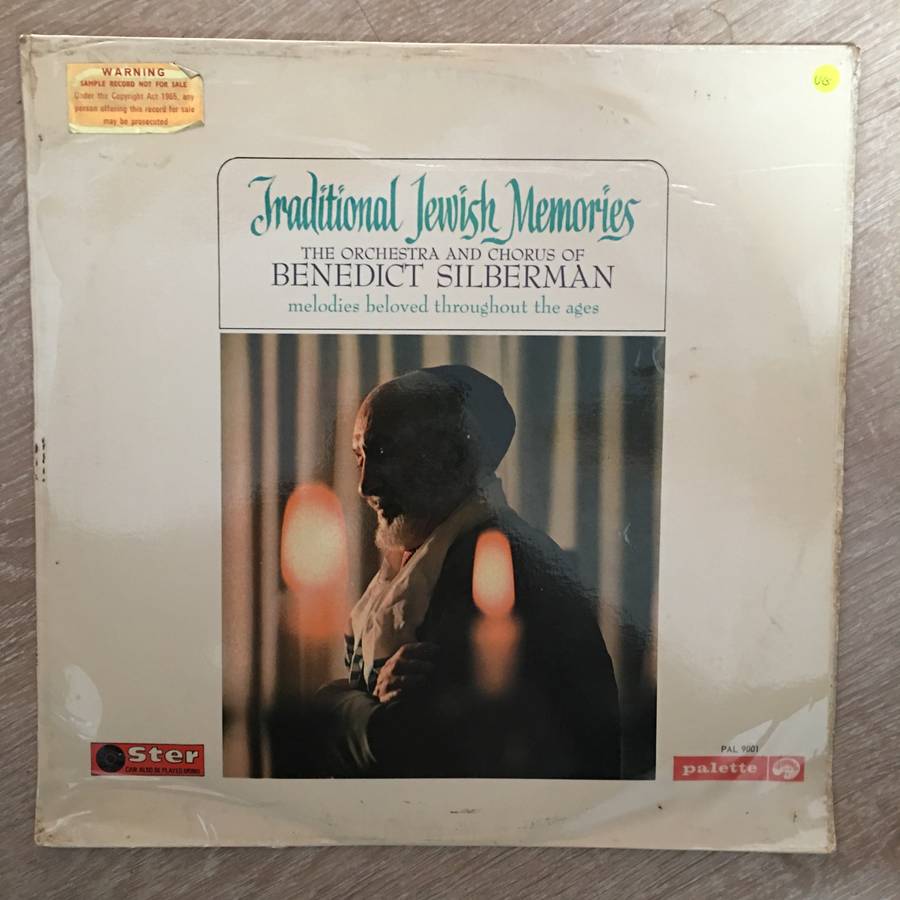 WARNING
SAMPLE RECORD NOT FOR SALE
Under the Copyright Act 1965, any
person offering this record for sale
may be prosecuted
VG
Traditional Jewish Memories
THE ORCHESTRA AND CHORUS OF
BENEDICT SILBERMAN
melodies beloved throughout the ages
Ster
CAN ALSO BE PLAYED MONO
PAL 9001
palette